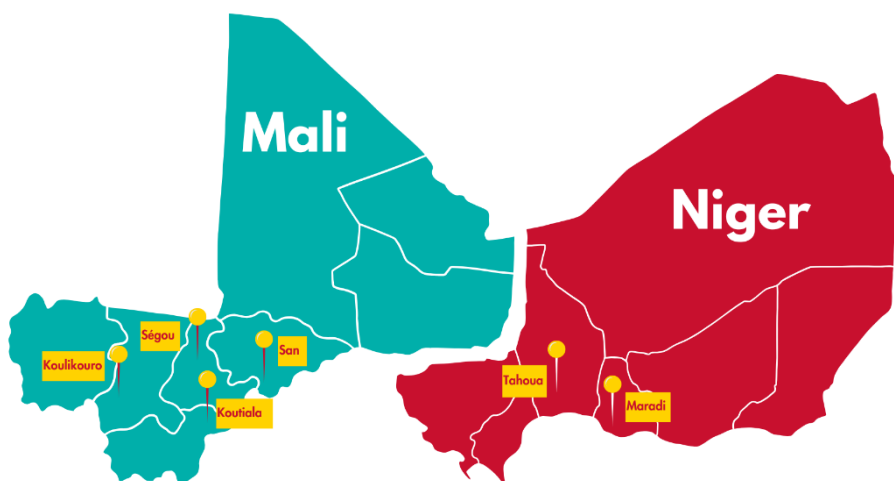 Mali
Niger
Ségou
San
Koulikouro
Koutiala
Tahoua
Maradi